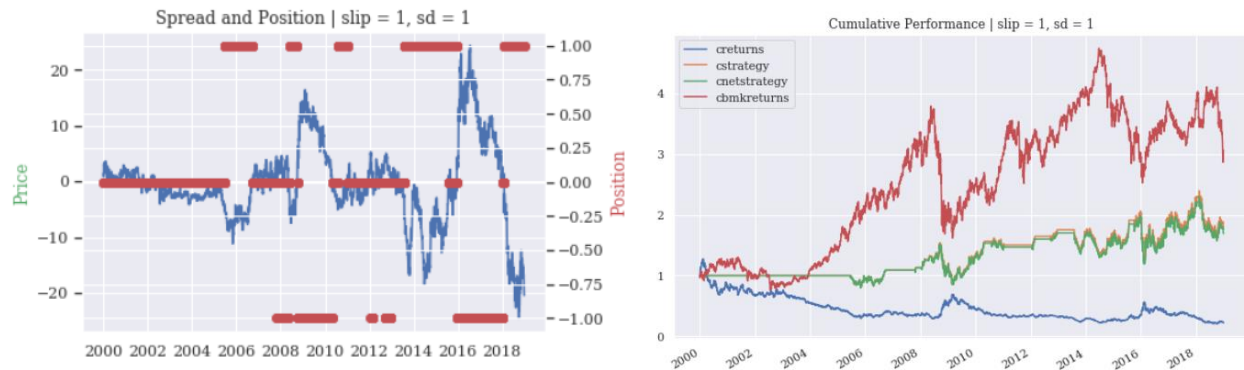 Spread and Position | slip = 1, sd = 1
Price
20
10
0
−10
−20
1.00
0.75
0.50
0.25
0.00
−0.25
−0.50
−0.75
−1.00
Position
2000 2002 2004 2006 2008 2010 2012 2014 2016 2018
Cumulative Performance | slip = 1, sd = 1
creturns
cstrategy
cnetstrategy
cbmkreturns
4
3
2
1
0
2000 2002 2004 2006 2008 2010 2012 2014 2016 2018